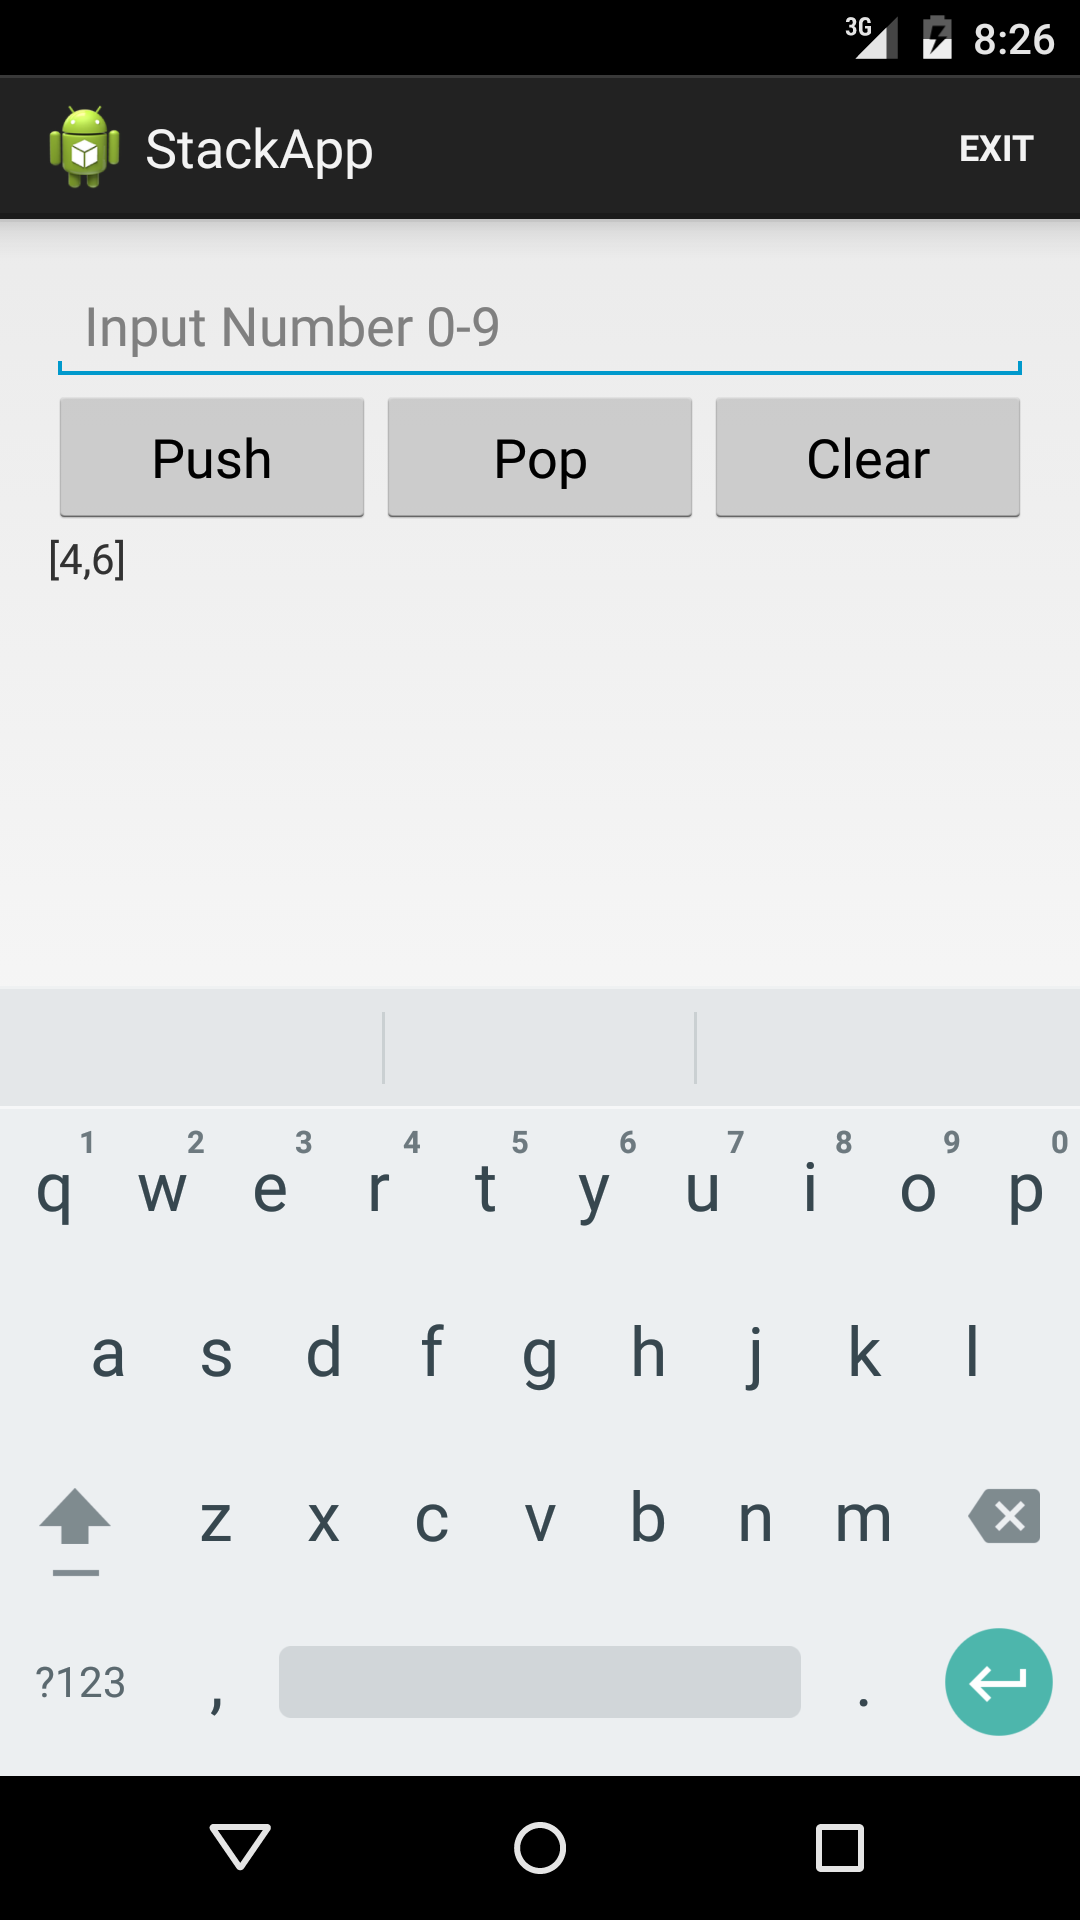 3G 8:26
StackApp EXIT
Input Number 0-9
Push Pop Clear
[4,6]
1 2 3 4 5 6 7 8 9 0
q w e r t y u i o p
a s d f g h j k l
z x c v b n m
?123 , .